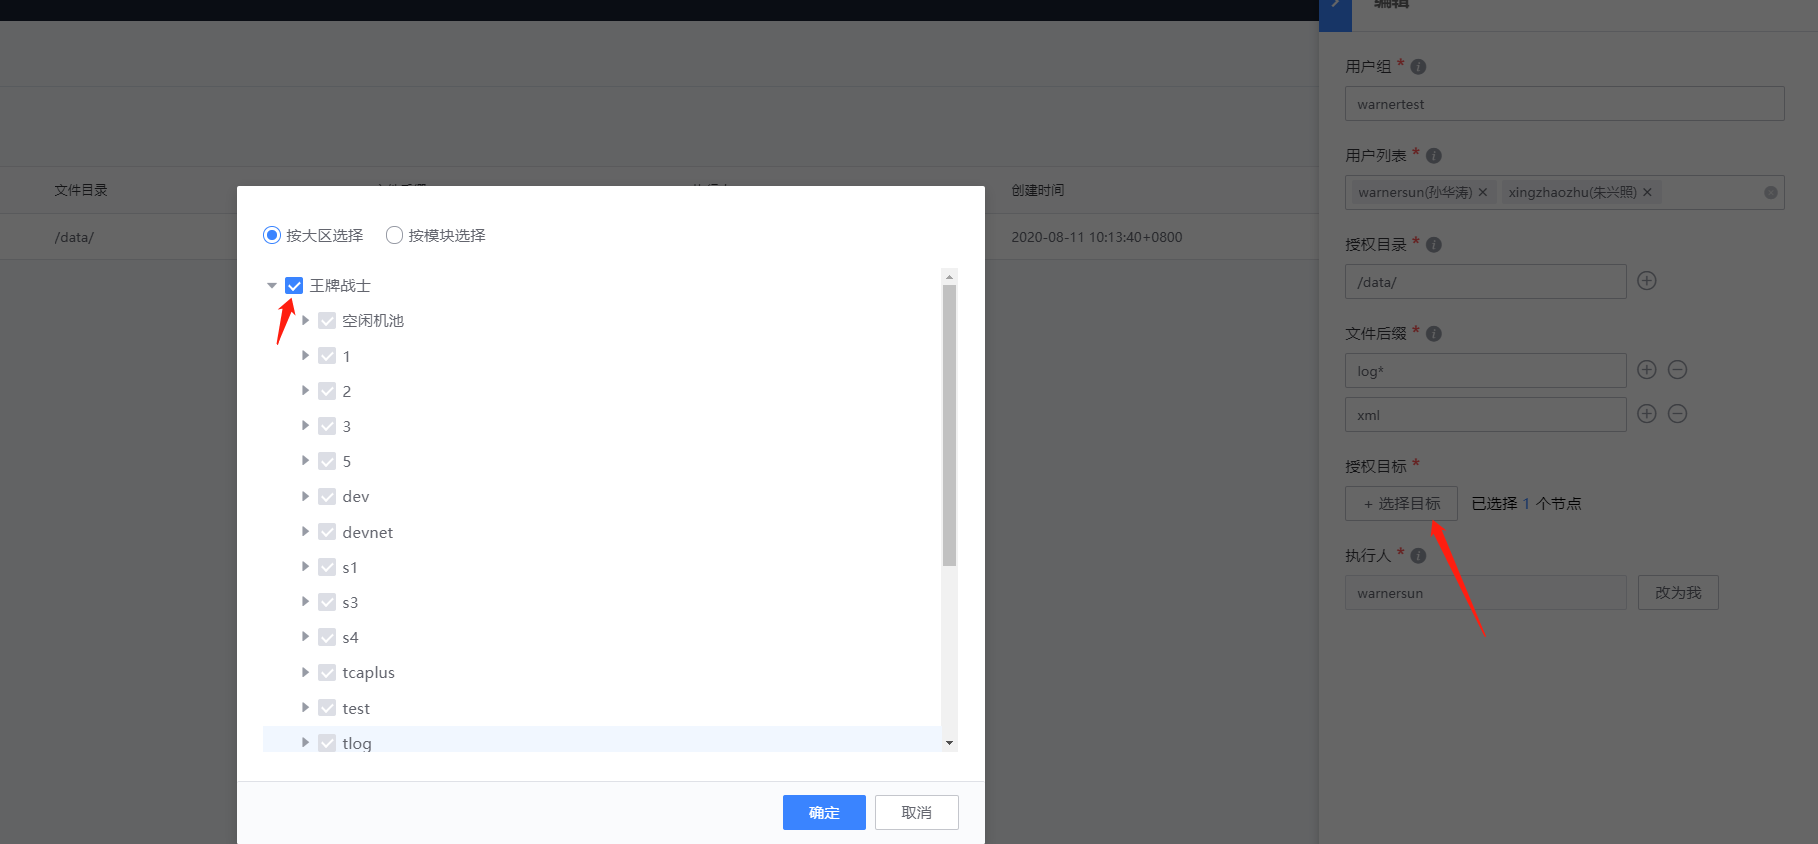 编辑
用户组 *
warnertest
用户列表 *
warnersun(孙华涛) xingzhaozhu(朱兴照)
授权目录 *
/data/
文件后缀 *
log*
xml
授权目标 *
+ 选择目标 已选择 1 个节点
执行人 *
warnersun 改为我
文件目录 创建时间
/data/ 2020-08-11 10:13:40+0800
按大区选择 按模块选择
王牌战士
空闲机池
1
2
3
5
dev
devnet
s1
s3
s4
tcaplus
test
tlog
确定 取消